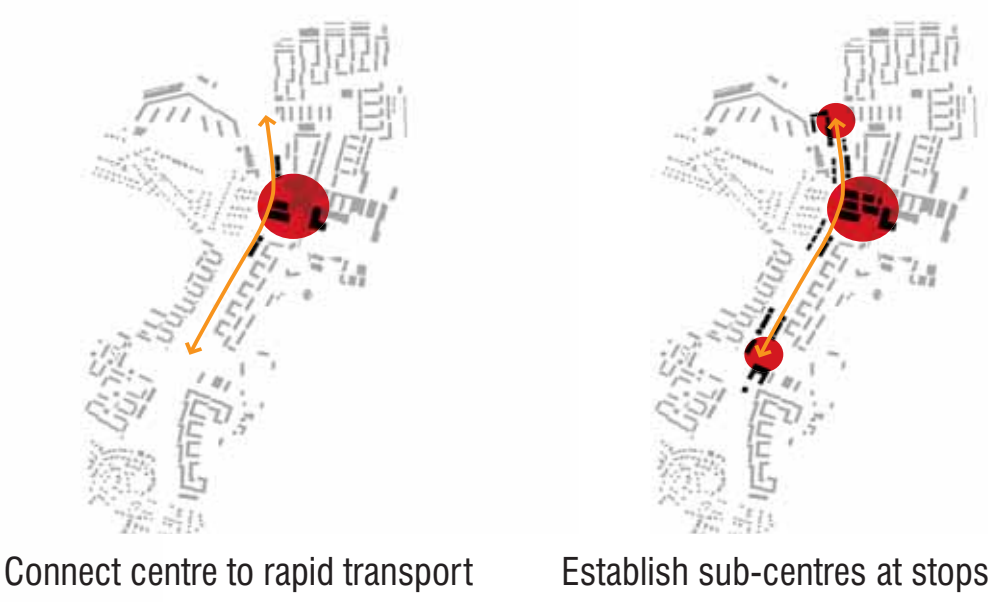 Connect centre to rapid transport
Establish sub-centres at stops